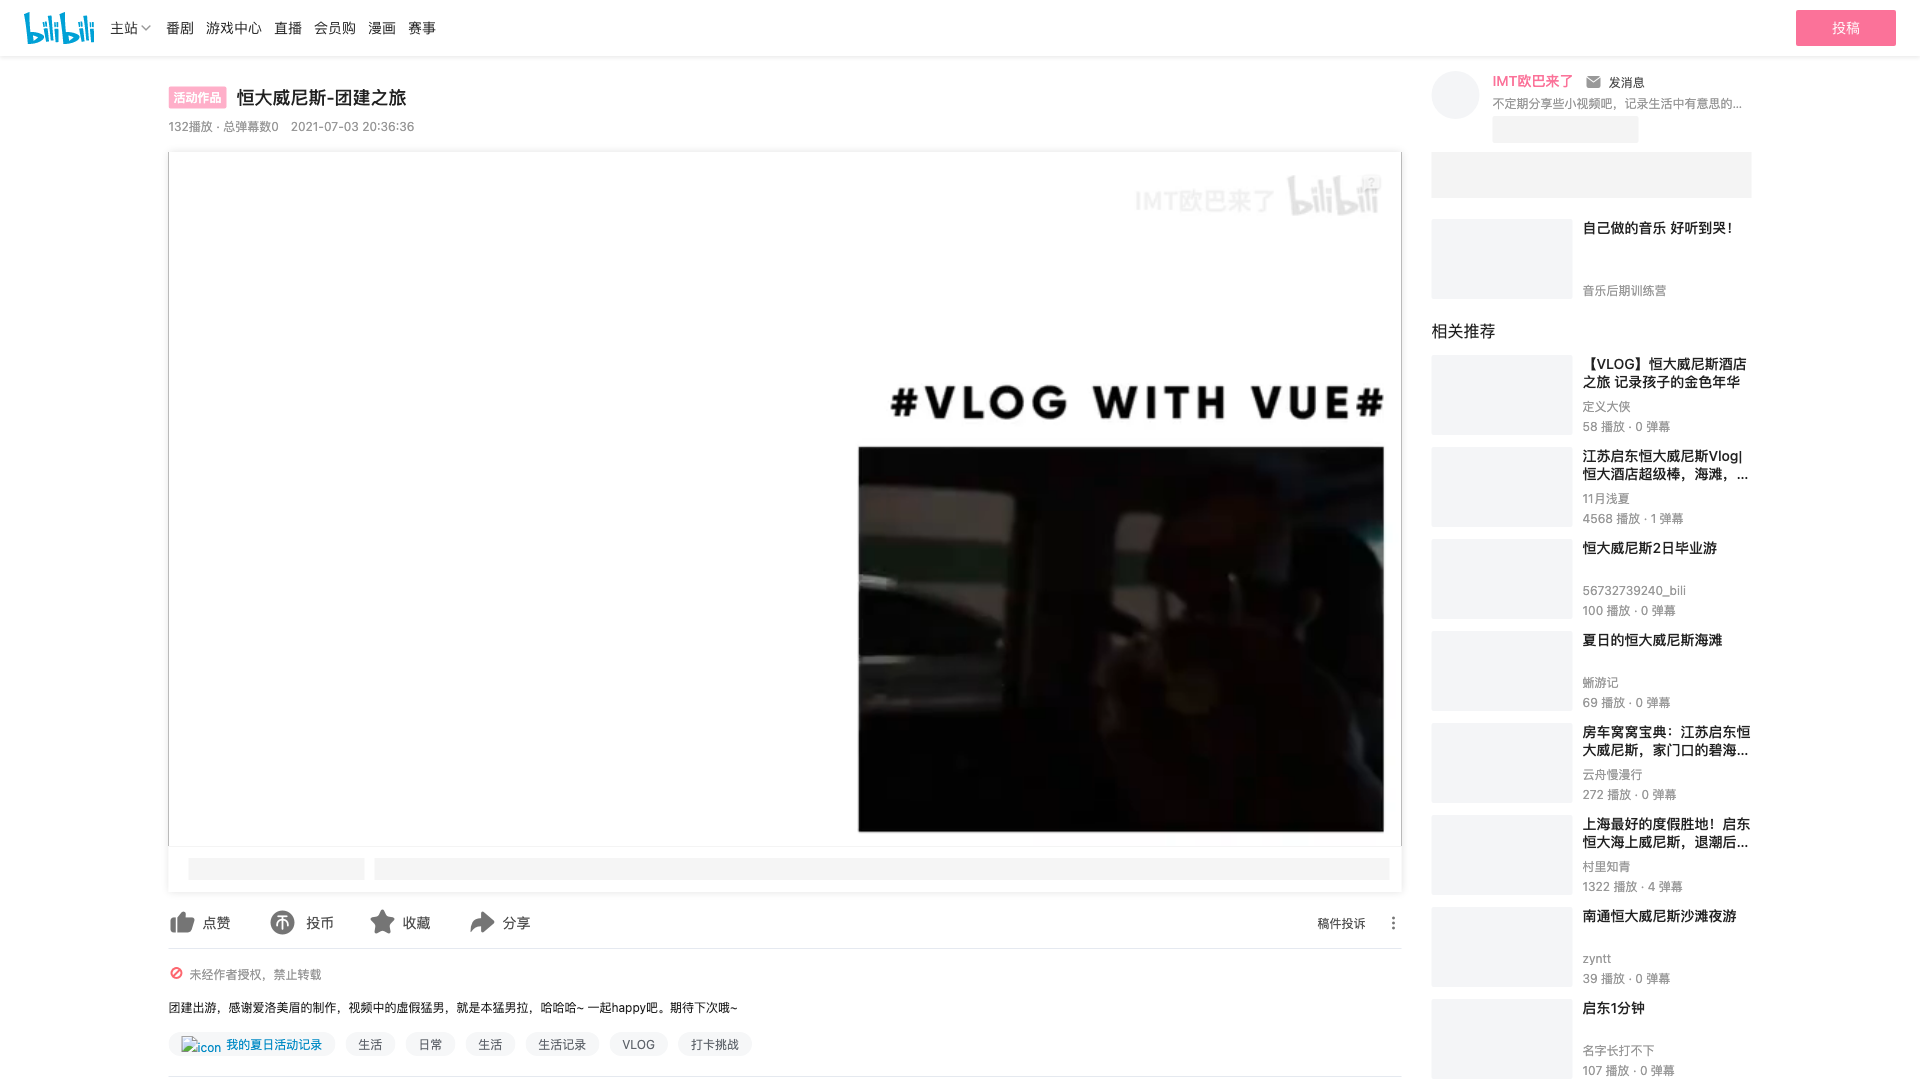 bilibili
主站
番剧
游戏中心
直播
会员购
漫画
赛事
投稿
活动作品
恒大威尼斯-团建之旅
132播放 · 总弹幕数0
2021-07-03 20:36:36
IMT欧巴来了
bilibili
?
#VLOG WITH VUE#
点赞
投币
收藏
分享
稿件投诉
未经作者授权，禁止转载
团建出游，感谢爱洛美眉的制作，视频中的虚假猛男，就是本猛男拉，哈哈哈~ 一起happy吧。期待下次哦~
icon
我的夏日活动记录
生活
日常
生活
生活记录
VLOG
打卡挑战
IMT欧巴来了
发消息
不定期分享些小视频吧，记录生活中有意思的...
自己做的音乐 好听到哭！
音乐后期训练营
相关推荐
【VLOG】恒大威尼斯酒店
之旅 记录孩子的金色年华
定义大侠
58 播放 · 0 弹幕
江苏启东恒大威尼斯Vlog|
恒大酒店超级棒，海滩，...
11月浅夏
4568 播放 · 1 弹幕
恒大威尼斯2日毕业游
56732739240_bili
100 播放 · 0 弹幕
夏日的恒大威尼斯海滩
蜥游记
69 播放 · 0 弹幕
房车窝窝宝典：江苏启东恒
大威尼斯，家门口的碧海...
云舟慢漫行
272 播放 · 0 弹幕
上海最好的度假胜地！启东
恒大海上威尼斯，退潮后...
村里知青
1322 播放 · 4 弹幕
南通恒大威尼斯沙滩夜游
zyntt
39 播放 · 0 弹幕
启东1分钟
名字长打不下
107 播放 · 0 弹幕